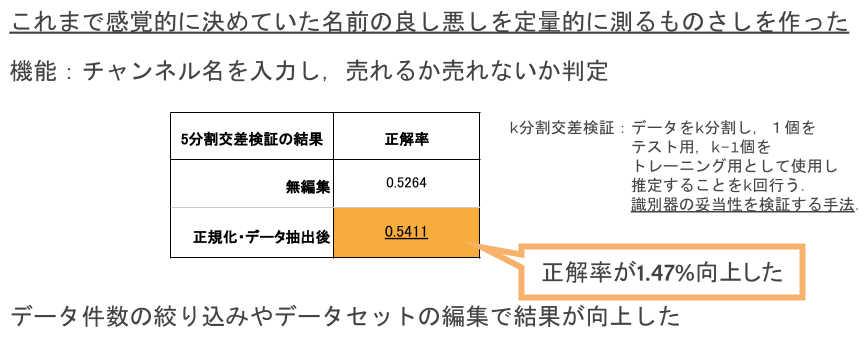 これまで感覚的に決めていた名前の良し悪しを定量的に測るものさしを作った
機能：チャンネル名を入力し，売れるか売れないか判定
5分割交差検証の結果 正解率
無編集 0.5264
正規化・データ抽出後 0.5411
k分割交差検証：データをk分割し，１個を
テスト用，k-1個を
トレーニング用として使用し
推定することをk回行う．
識別器の妥当性を検証する手法．
正解率が1.47%向上した
データ件数の絞り込みやデータセットの編集で結果が向上した